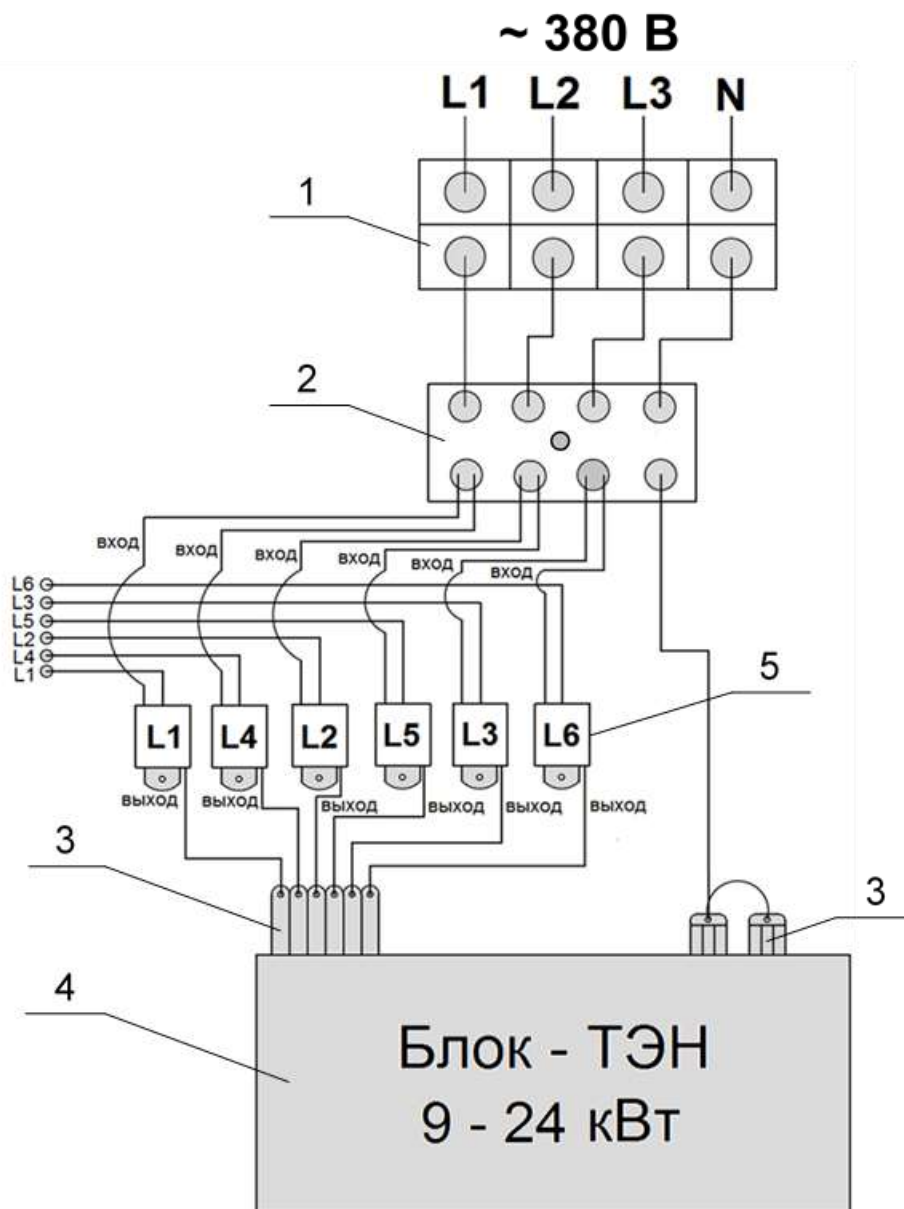 ~ 380 В
L1 L2 L3 N
1
2
вход вход вход вход вход вход
L6
L3
L5
L2
L4
L1
5
L1 L4 L2 L5 L3 L6
выход выход выход выход выход выход
3
3
4
Блок - ТЭН
9 - 24 кВт